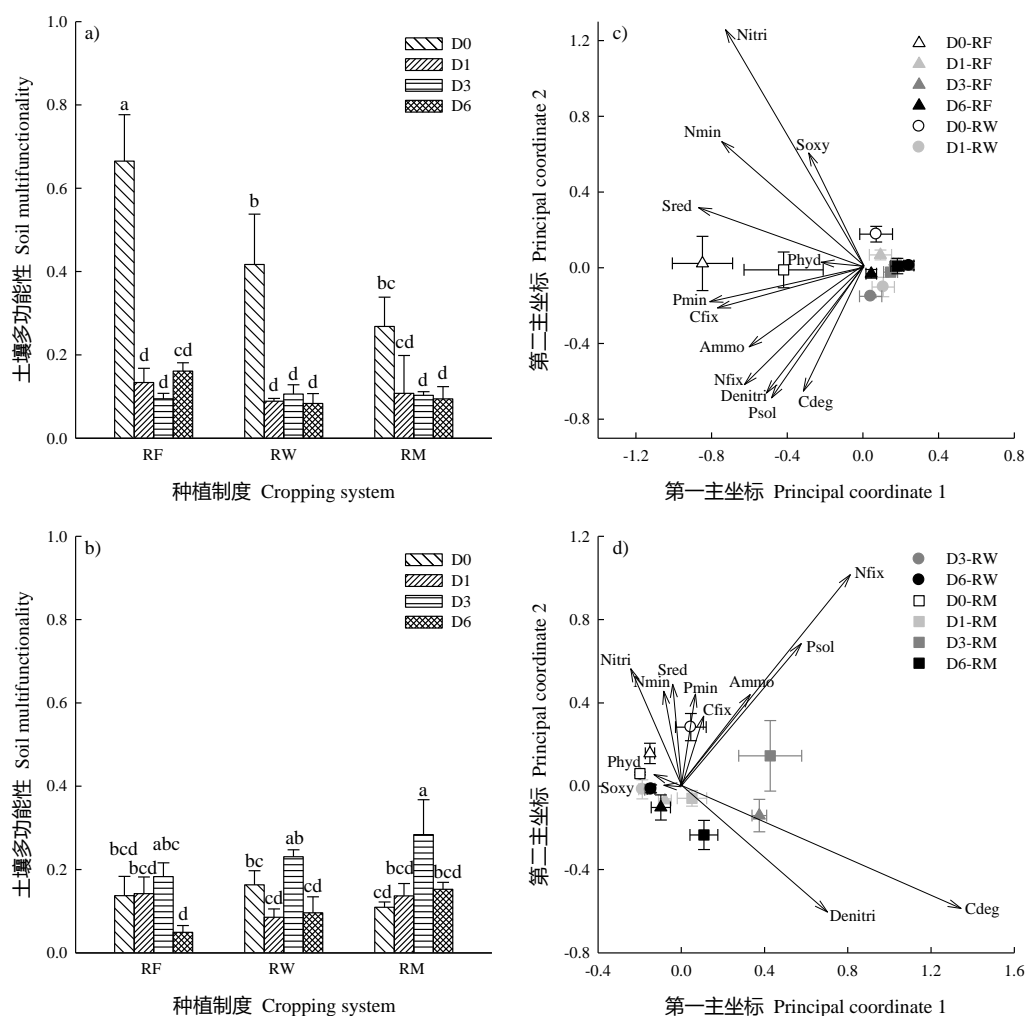 a)
1.0
0.8
0.6
0.4
0.2
0.0
土壤多功能性 Soil multifunctionality
D0
D1
D3
D6
a
d
d
cd
b
d
d
d
bc
cd
d
d
RF
RW
RM
种植制度 Cropping system
c)
1.2
0.8
0.4
0.0
-0.4
-0.8
第二主坐标 Principal coordinate 2
Nitri
Nmin
Soxy
Sred
Phyd
Pmin
Cfix
Ammo
Nfix
Denitri
Psol
Cdeg
D0-RF
D1-RF
D3-RF
D6-RF
D0-RW
D1-RW
-1.2
-0.8
-0.4
0.0
0.4
0.8
第一主坐标 Principal coordinate 1
b)
1.0
0.8
0.6
0.4
0.2
0.0
土壤多功能性 Soil multifunctionality
D0
D1
D3
D6
bcd
bcd
abc
d
bc
cd
ab
cd
cd
bcd
a
bcd
RF
RW
RM
种植制度 Cropping system
d)
1.2
0.8
0.4
0.0
-0.4
-0.8
第二主坐标 Principal coordinate 2
Nfix
Psol
Nitri
Nmin
Sred
Pmin
Ammo
Cfix
Phyd
Soxy
Denitri
Cdeg
D3-RW
D6-RW
D0-RM
D1-RM
D3-RM
D6-RM
-0.4
0.0
0.4
0.8
1.2
1.6
第一主坐标 Principal coordinate 1